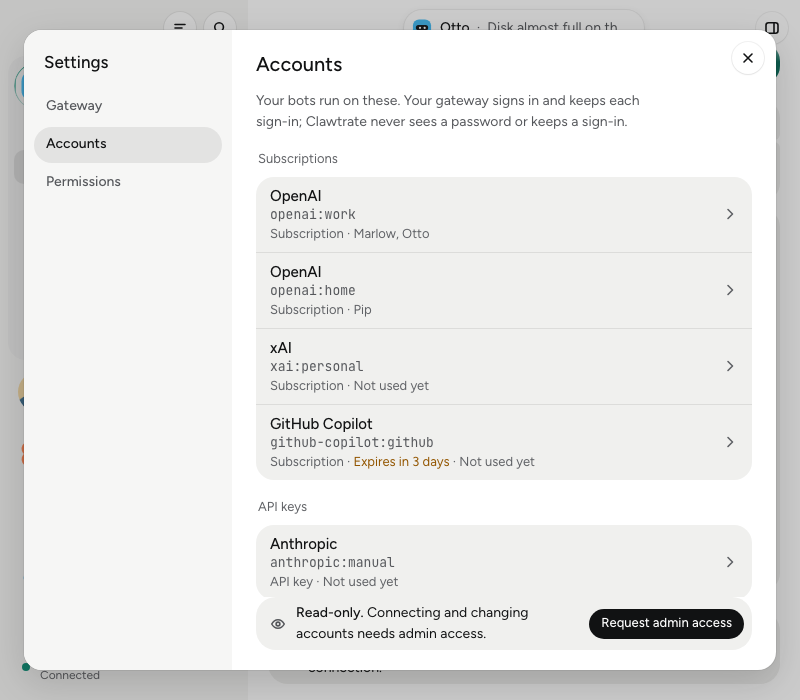 Otto · Disk almost full on th
Settings
Gateway
Accounts
Permissions
Accounts
Your bots run on these. Your gateway signs in and keeps each
sign-in; Clawtrate never sees a password or keeps a sign-in.
Subscriptions
OpenAI
openai:work
Subscription · Marlow, Otto
OpenAI
openai:home
Subscription · Pip
xAI
xai:personal
Subscription · Not used yet
GitHub Copilot
github-copilot:github
Subscription · Expires in 3 days · Not used yet
API keys
Anthropic
anthropic:manual
API key · Not used yet
Read-only. Connecting and changing
accounts needs admin access.
Request admin access
Connected
connection.